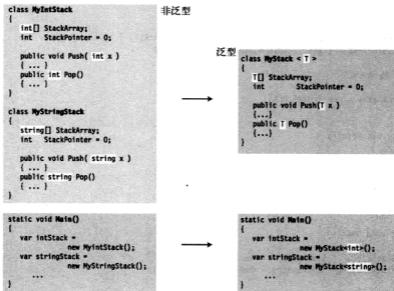 非泛型
class MyIntStack
{
int[] StackArray;
int StackPointer = 0;
public void Push( int x )
{ ... }
public int Pop()
{ ... }
}
class MyStringStack
{
string[] StackArray;
int StackPointer = 0;
public void Push( string x )
{ ... }
public string Pop()
{ ... }
}
泛型
class MyStack < T >
{
T[] StackArray;
int StackPointer = 0;
public void Push(T x )
{...}
public T Pop()
{...}
}
static void Main()
{
var intStack =
new MyIntStack();
var stringStack =
new MyStringStack();
...
}
static void Main()
{
var intStack =
new MyStack<int>();
var stringStack =
new MyStack<string>();
...
}